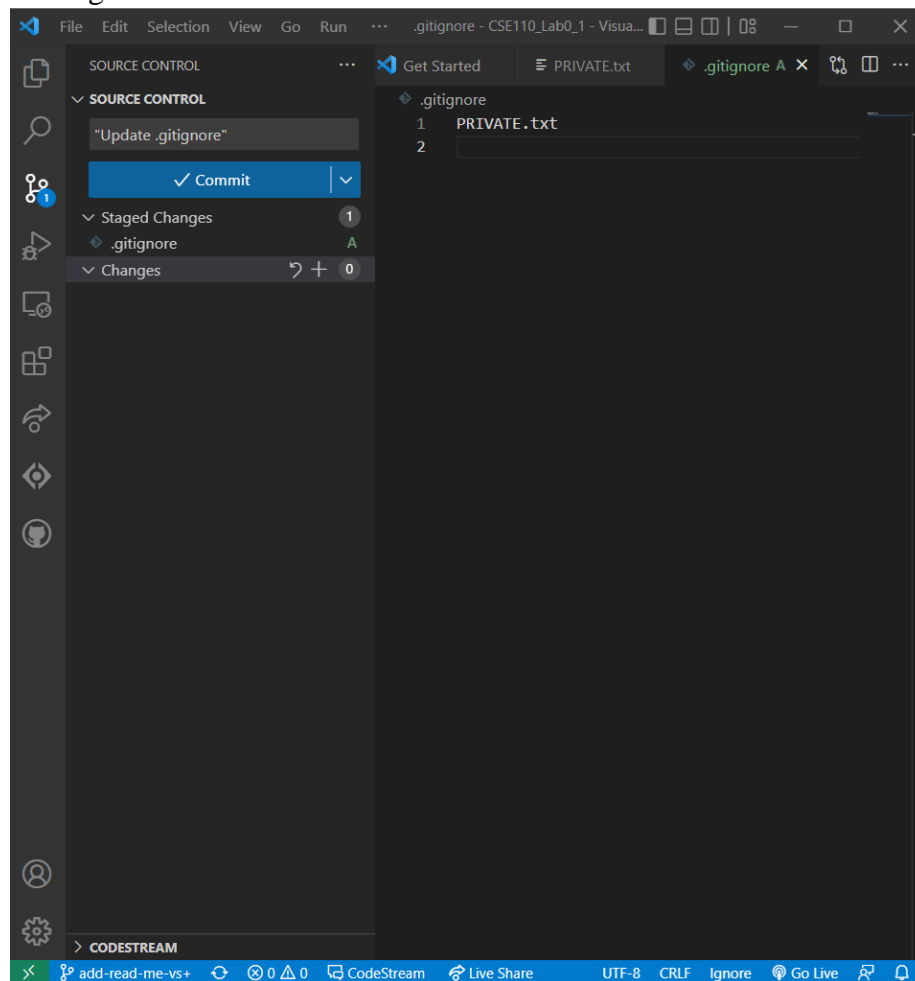 File Edit Selection View Go Run ··· .gitignore - CSE110_Lab0_1 - Visua...
SOURCE CONTROL ···
Get Started PRIVATE.txt .gitignore A ···
SOURCE CONTROL
.gitignore
"Update .gitignore"
1 PRIVATE.txt
2
Commit
1
Staged Changes 1
.gitignore A
Changes 0
CODESTREAM
add-read-me-vs+ 0 0 CodeStream Live Share UTF-8 CRLF Ignore Go Live